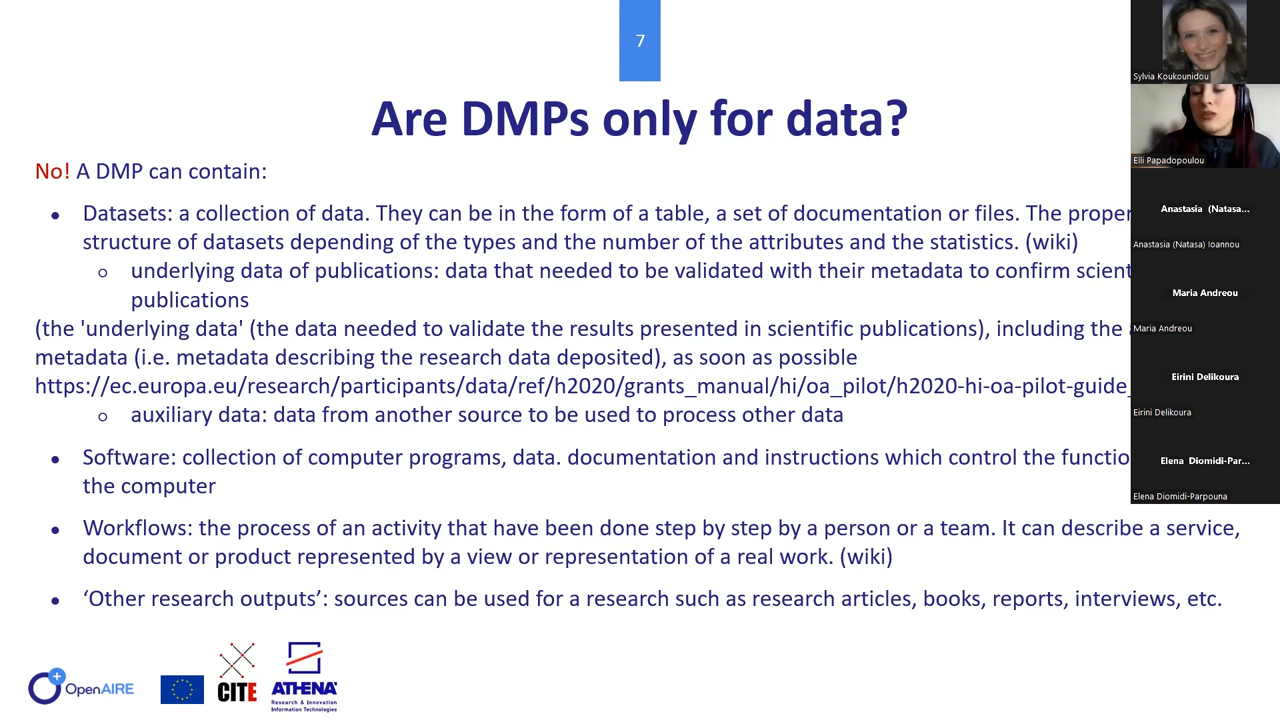 7
Are DMPs only for data?
No! A DMP can contain:
● Datasets: a collection of data. They can be in the form of a table, a set of documentation or files. The proper
structure of datasets depending of the types and the number of the attributes and the statistics. (wiki)
○ underlying data of publications: data that needed to be validated with their metadata to confirm scient
publications
(the 'underlying data' (the data needed to validate the results presented in scientific publications), including the
metadata (i.e. metadata describing the research data deposited), as soon as possible
https://ec.europa.eu/research/participants/data/ref/h2020/grants_manual/hi/oa_pilot/h2020-hi-oa-pilot-guide_
○ auxiliary data: data from another source to be used to process other data
● Software: collection of computer programs, data. documentation and instructions which control the functio
the computer
● Workflows: the process of an activity that have been done step by step by a person or a team. It can describe a service,
document or product represented by a view or representation of a real work. (wiki)
● ‘Other research outputs’: sources can be used for a research such as research articles, books, reports, interviews, etc.
OpenAIRE
CITE
ATHENA
Research & Innovation
Information Technologies
Sylvia Koukounidou
Elli Papadopoulou
Anastasia (Natasa...
Anastasia (Natasa) Ioannou
Maria Andreou
Maria Andreou
Eirini Delikoura
Eirini Delikoura
Elena Diomidi-Par...
Elena Diomidi-Parpouna